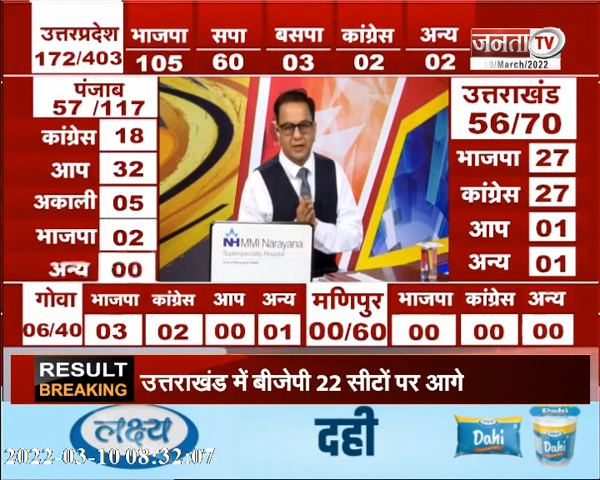 उत्तरप्रदेश भाजपा सपा बसपा कांग्रेस अन्य
172/403 105 60 03 02 02
जनता TV
10/March/2022
पंजाब
57 /117
कांग्रेस 18
आप 32
अकाली 05
भाजपा 02
अन्य 00
उत्तराखंड
56/70
भाजपा 27
कांग्रेस 27
आप 01
अन्य 01
NH MMI Narayana
Superspeciality Hospital
गोवा भाजपा कांग्रेस आप अन्य
06/40 03 02 00 01
मणिपुर भाजपा कांग्रेस अन्य
00/60 00 00 00
RESULT
BREAKING
उत्तराखंड में बीजेपी 22 सीटों पर आगे
लक्ष्य दही
Dahi
Dahi
2022-03-10 08:32:07